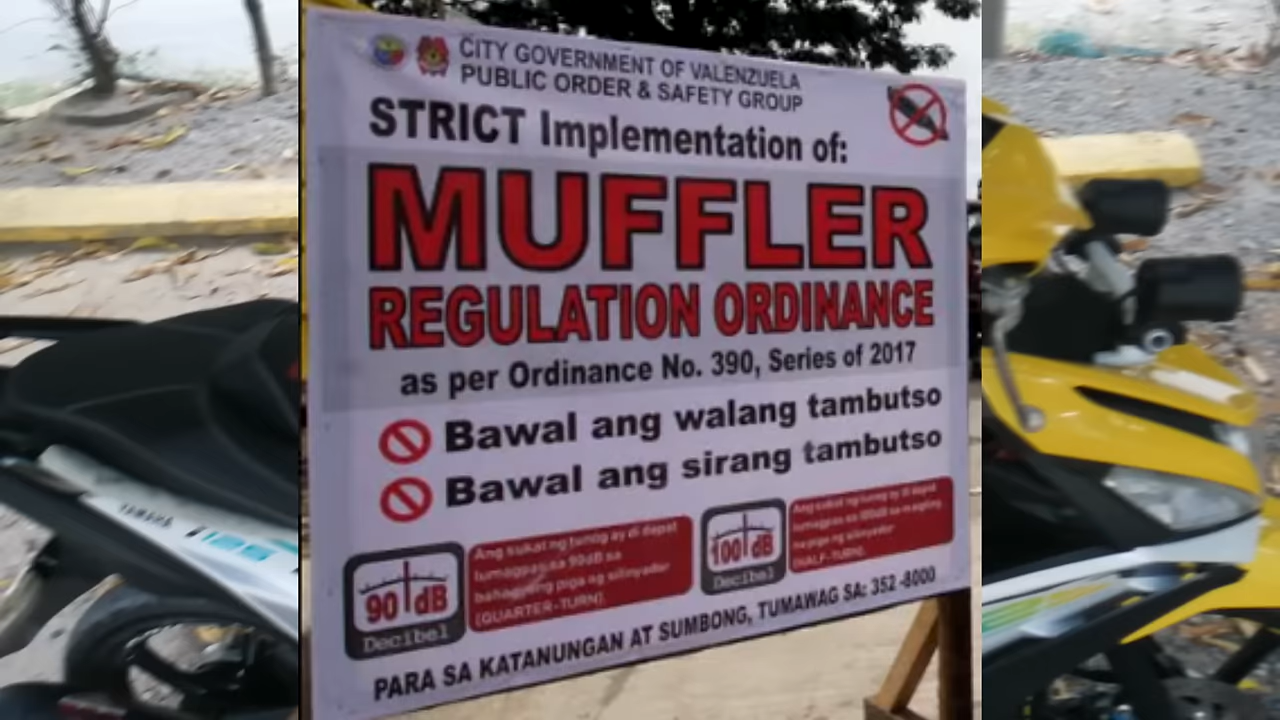 CITY GOVERNMENT OF VALENZUELA
PUBLIC ORDER & SAFETY GROUP
STRICT Implementation of:
MUFFLER
REGULATION ORDINANCE
as per Ordinance No. 390, Series of 2017
Bawal ang walang tambutso
Bawal ang sirang tambutso
90 dB
Decibel
Ang sukat ng tunog ay di dapat
lumagpas sa 90dB sa
bahagyang piga ng silinyador
(QUARTER-TURN).
100 dB
Decibel
Ang sukat ng tunog ay di dapat
lumagpas sa 100dB sa
na piga ng silinyador
(HALF-TURN).
PARA SA KATANUNGAN AT SUMBONG, TUMAWAG SA: 352 -8000
YAMAHA